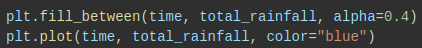 plt.fill_between(time, total_rainfall, alpha=0.4)
plt.plot(time, total_rainfall, color="blue")